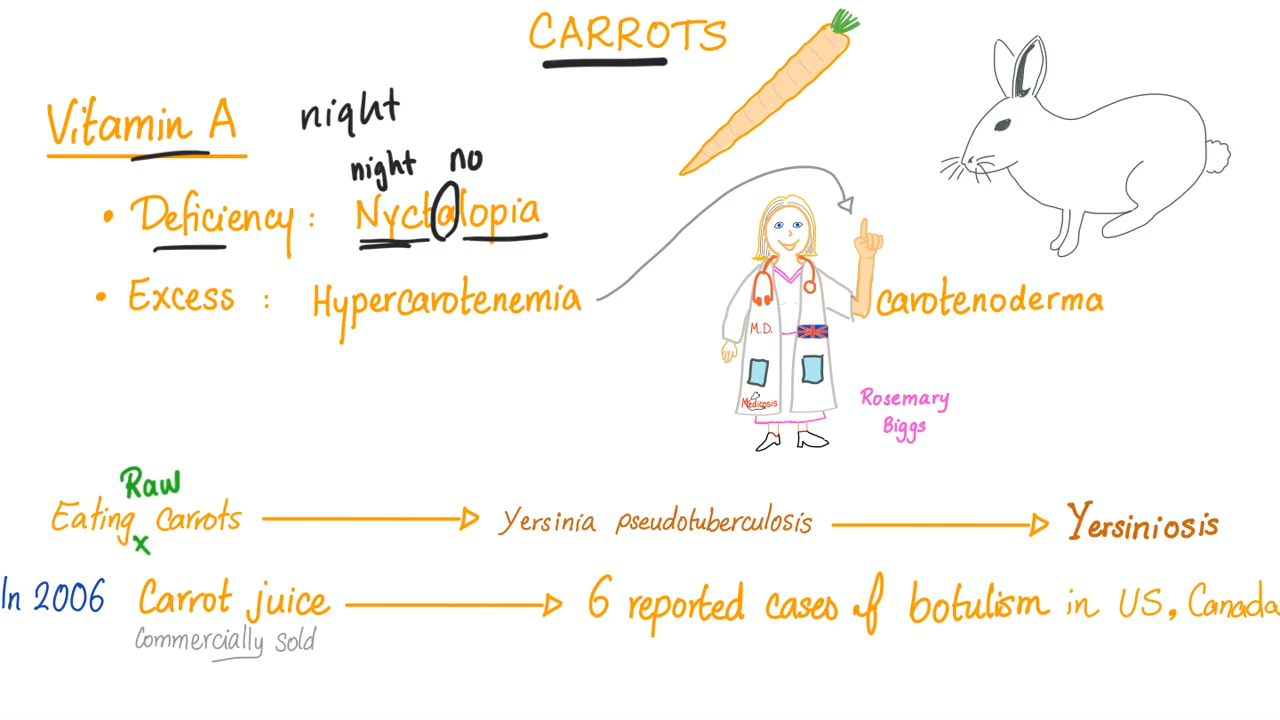 CARROTS
Vitamin A
night
night no
• Deficiency : Nyctalopia
• Excess : Hypercarotenemia
carotenoderma
M.D.
Medicosis
Rosemary
Biggs
Raw
Eating x carrots
Yersinia pseudotuberculosis
Yersiniosis
In 2006 Carrot juice
6 reported cases of botulism in US, Canada
Commercially sold